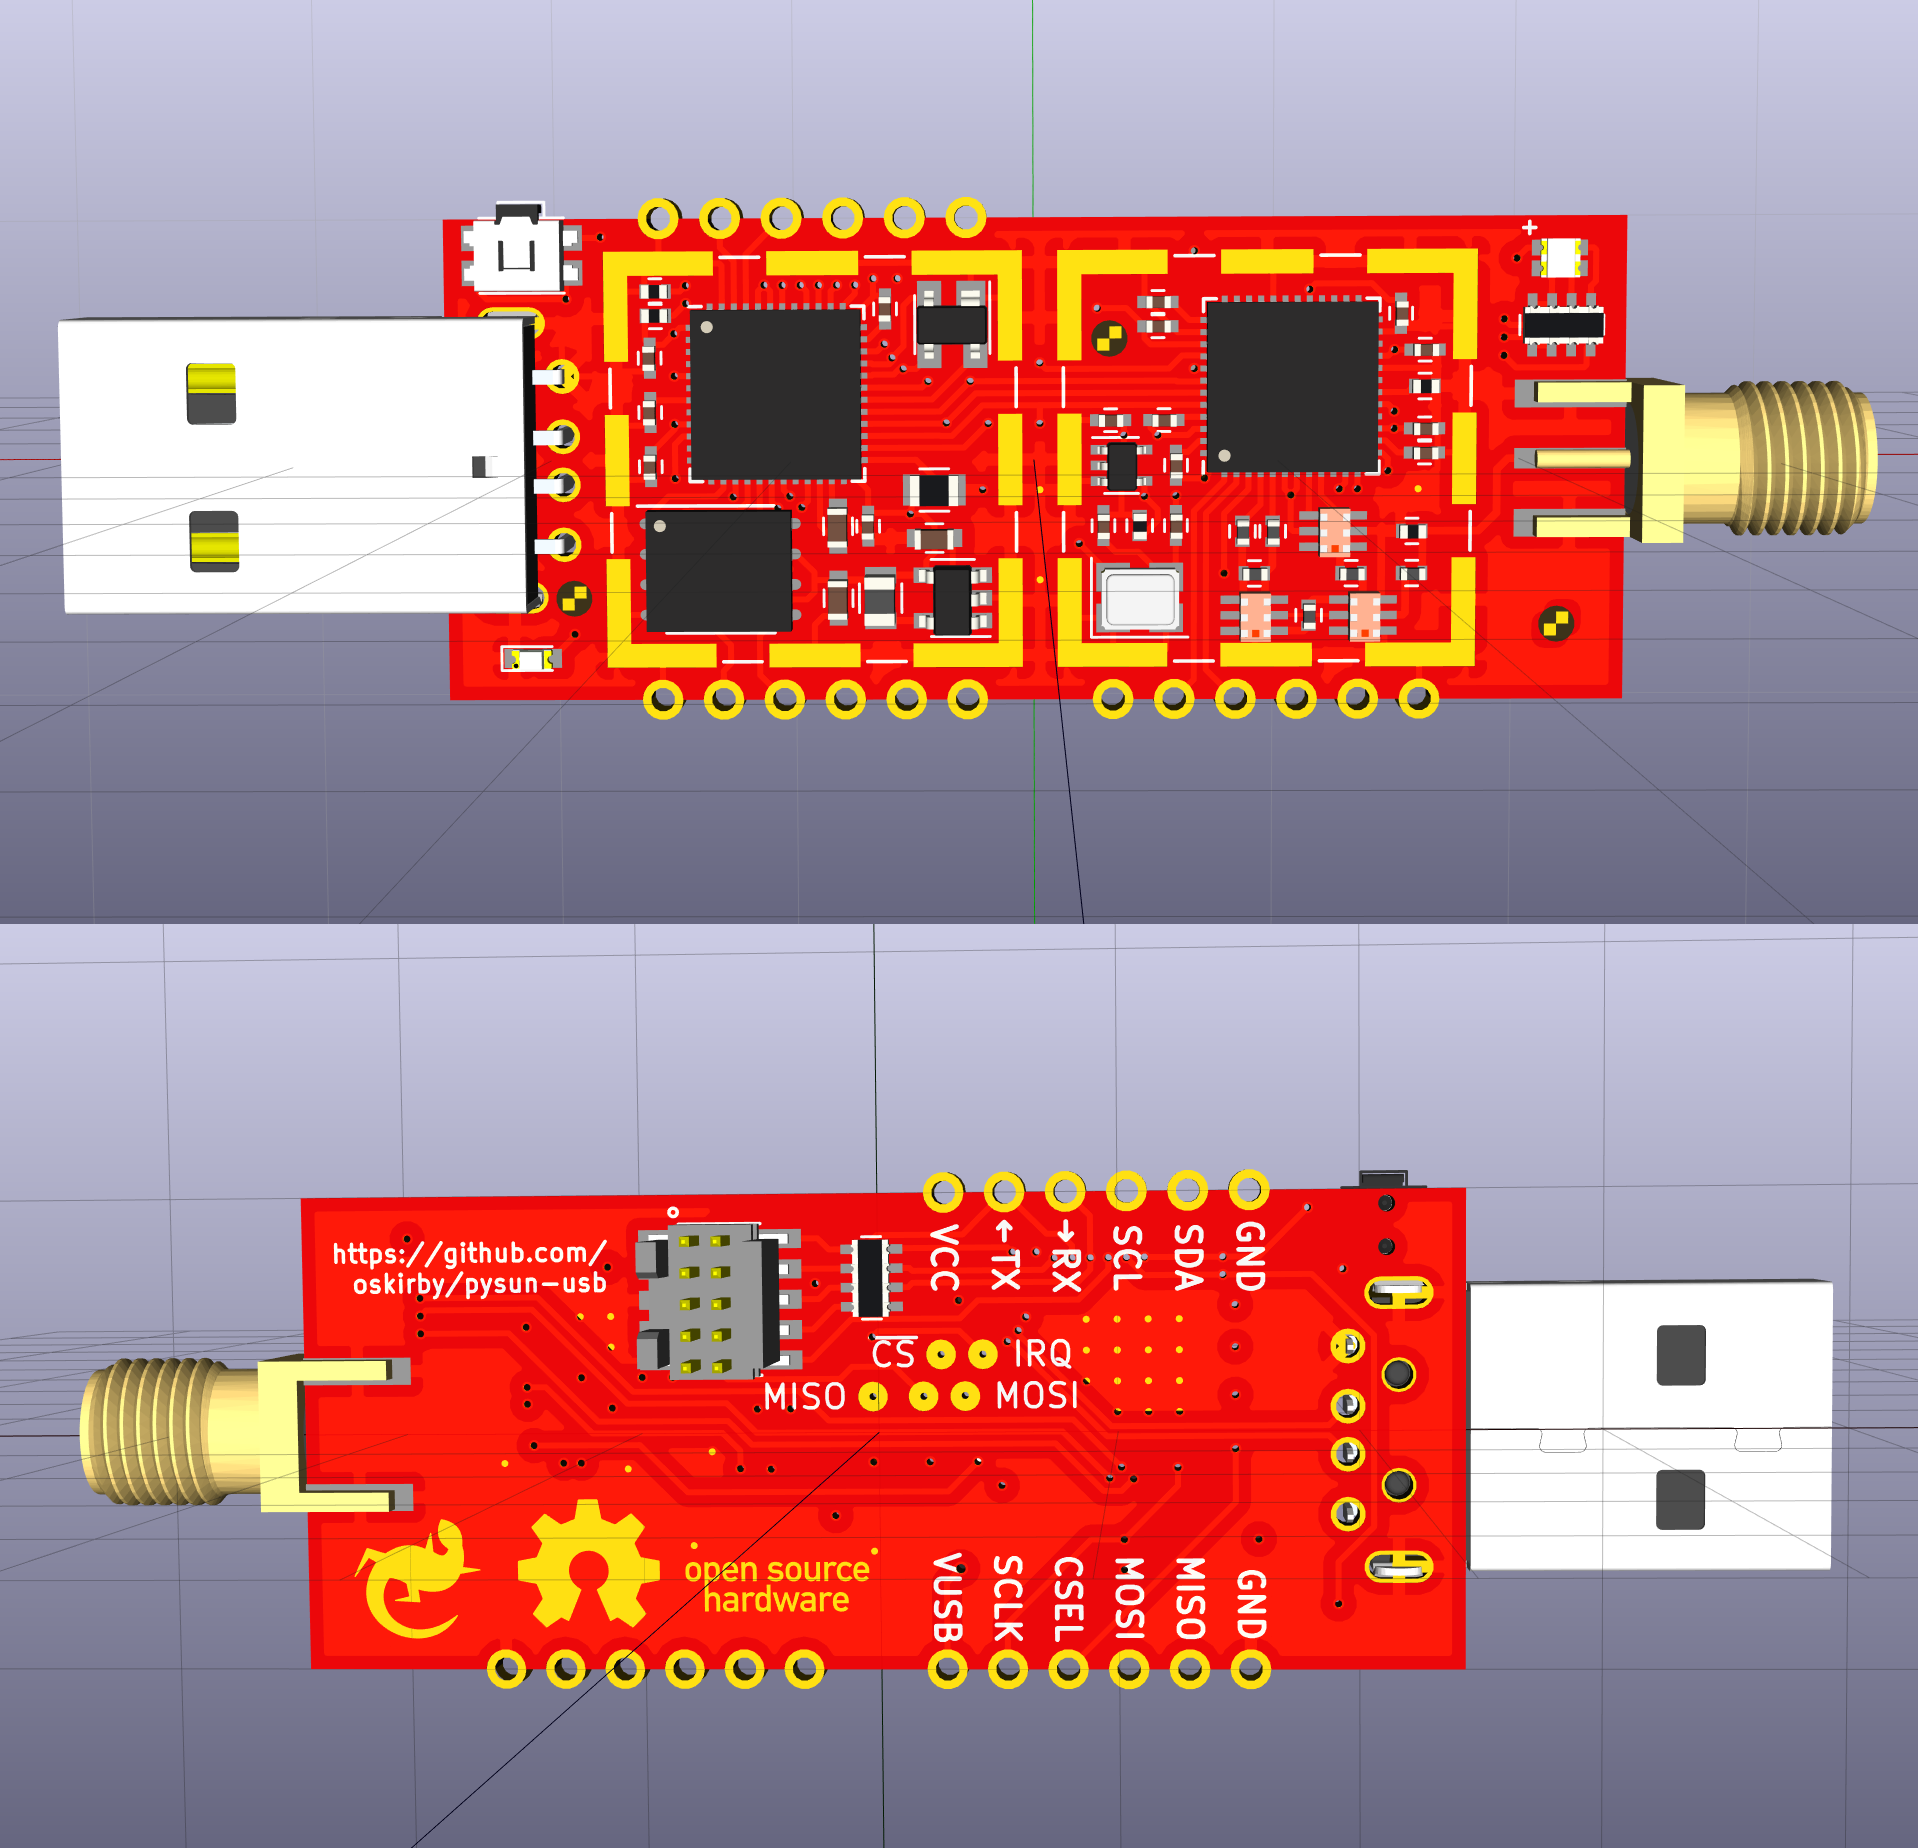 +
https://github.com/
oskirby/pysun-usb
VCC
←TX
→RX
SCL
SDA
GND
CS
IRQ
MISO
MOSI
open source
hardware
VUSB
SCLK
CSEL
MOSI
MISO
GND